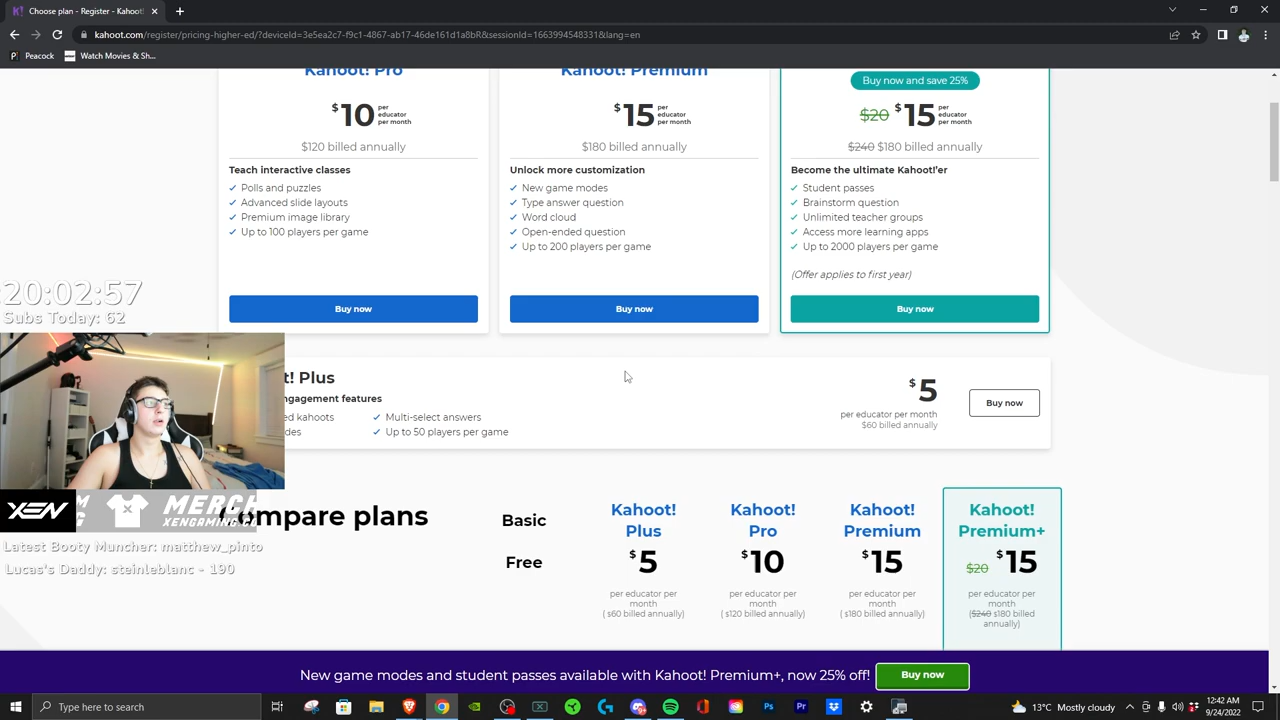 Choose the Kahoot!
kahoot.com/register/pricing-higher-ed/?deviceId=3e5ea2c7-f9c1-4867-ab17-46de161d1a8bR&sessionId=1663994548331&lang=en
Peacock
Watch Movies & Sh...
Kahoot! Pro
$10 per educator per month
$120 billed annually
Teach interactive classes
Polls and puzzles
Advanced slide layouts
Premium image library
Up to 100 players per game
Buy now
Kahoot! Premium
$15 per educator per month
$180 billed annually
Unlock more customization
New game modes
Type answer question
Word cloud
Open-ended question
Up to 200 players per game
Buy now
Buy now and save 25%
$20 $15 per educator per month
$240 $180 billed annually
Become the ultimate Kahoot!'er
Student passes
Brainstorm question
Unlimited teacher groups
Access more learning apps
Up to 2000 players per game
(Offer applies to first year)
Buy now
:20:02:57
Subs Today: 62
t! Plus
ngagement features
ed kahoots
Multi-select answers
des
Up to 50 players per game
$5
per educator per month
$60 billed annually
Buy now
XEN
MERCH
XENGAMING
Latest Booty Muncher: matthew_pinto
Lucas's Daddy: steinleblanc - 190
ompare plans
Basic
Free
Kahoot!
Plus
$5
per educator per
month
( $60 billed annually)
Kahoot!
Pro
$10
per educator per
month
( $120 billed annually)
Kahoot!
Premium
$15
per educator per
month
( $180 billed annually)
Kahoot!
Premium+
$20 $15
per educator per
month
($240 $180 billed
annually)
New game modes and student passes available with Kahoot! Premium+, now 25% off!
Buy now
Type here to search
13°C Mostly cloudy
12:42 AM
9/24/2022